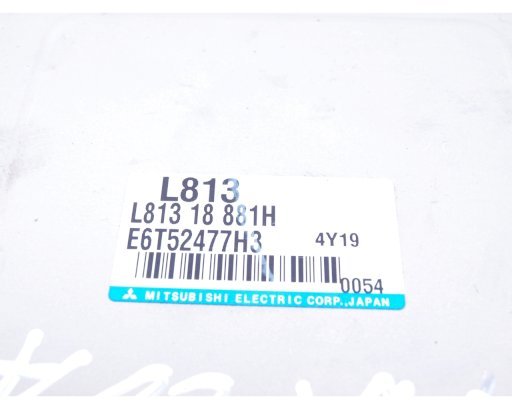 L813
L813 18 881H
E6T52477H3 4Y19
0054
MITSUBISHI ELECTRIC CORP.,JAPAN